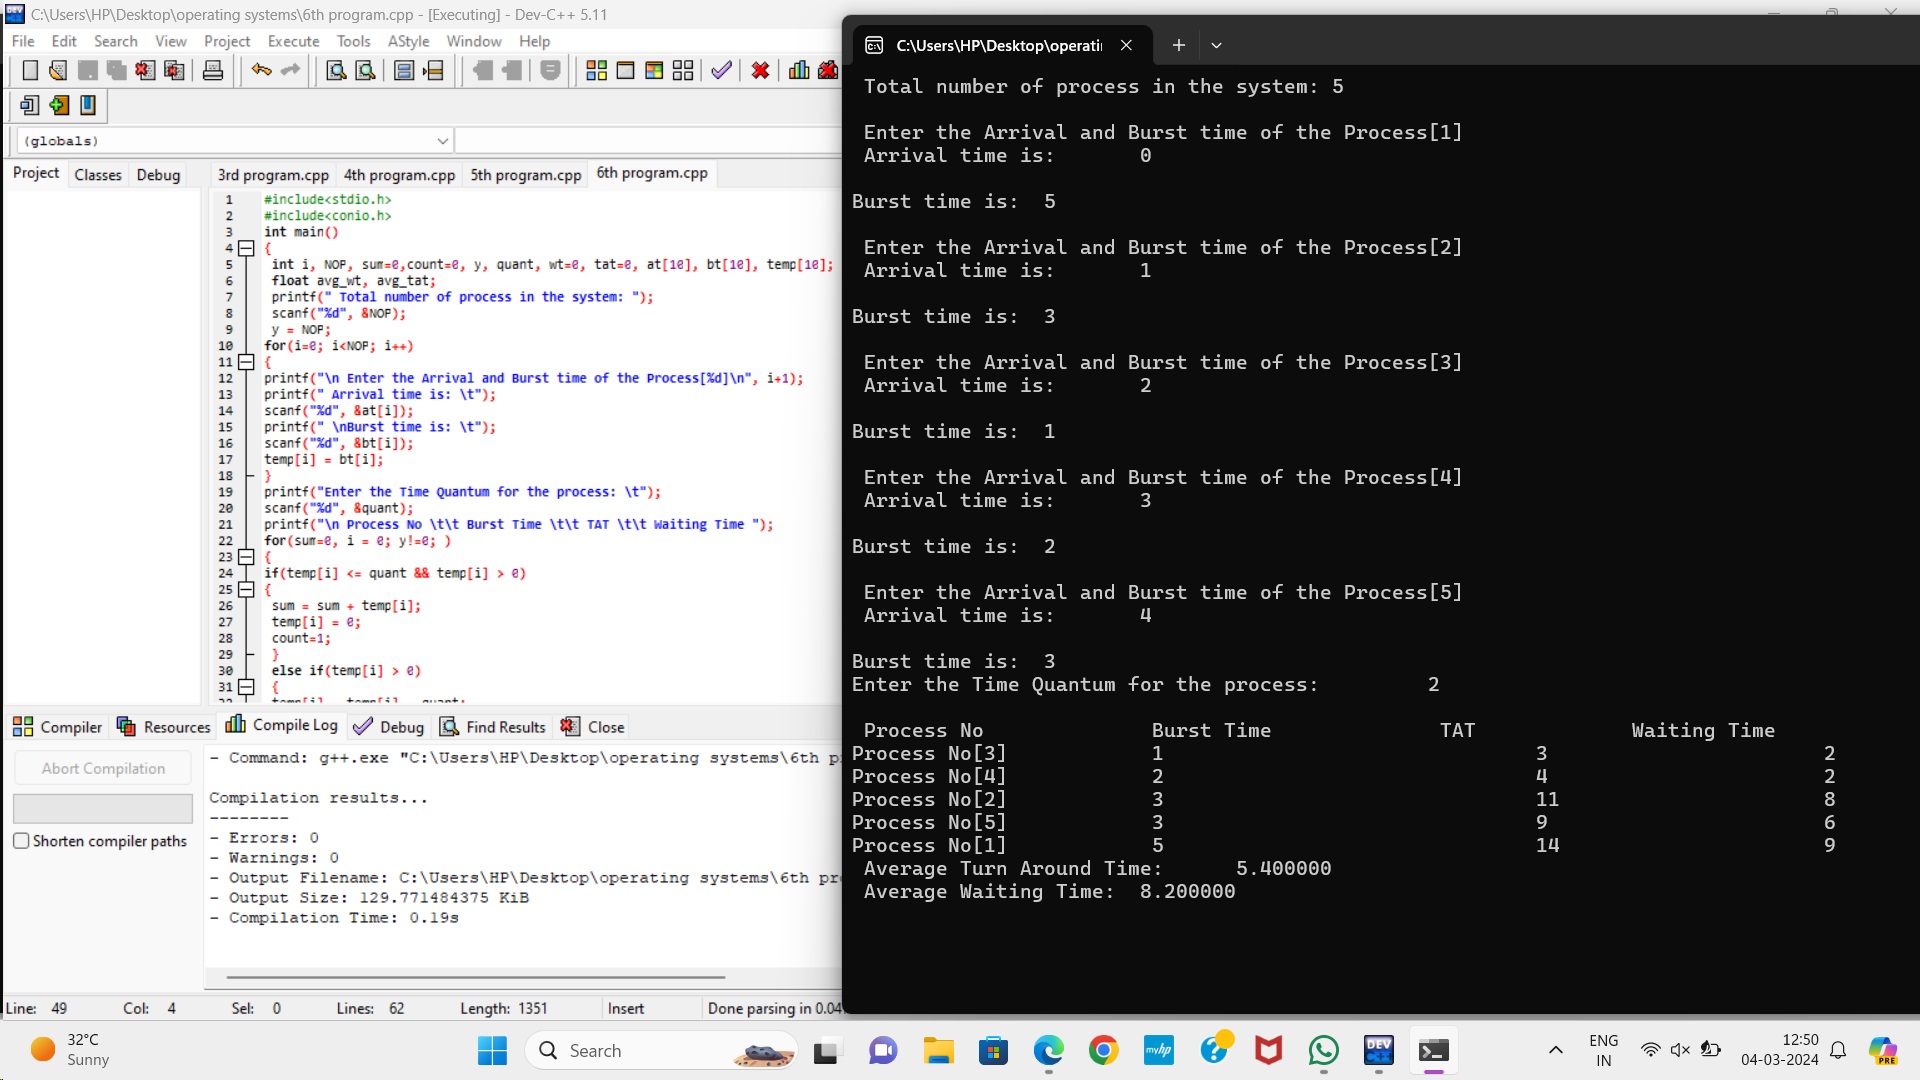 C:\Users\HP\Desktop\operating systems\6th program.cpp - [Executing] - Dev-C++ 5.11
File Edit Search View Project Execute Tools AStyle Window Help
(globals)
Project Classes Debug
3rd program.cpp 4th program.cpp 5th program.cpp 6th program.cpp
1 #include<stdio.h>
2 #include<conio.h>
3 int main()
4 {
5 int i, NOP, sum=0,count=0, y, quant, wt=0, tat=0, at[10], bt[10], temp[10];
6 float avg_wt, avg_tat;
7 printf(" Total number of process in the system: ");
8 scanf("%d", &NOP);
9 y = NOP;
10 for(i=0; i<NOP; i++)
11 {
12 printf("\n Enter the Arrival and Burst time of the Process[%d]\n", i+1);
13 printf(" Arrival time is: \t");
14 scanf("%d", &at[i]);
15 printf(" \nBurst time is: \t");
16 scanf("%d", &bt[i]);
17 temp[i] = bt[i];
18 }
19 printf("Enter the Time Quantum for the process: \t");
20 scanf("%d", &quant);
21 printf("\n Process No \t\t Burst Time \t\t TAT \t\t Waiting Time ");
22 for(sum=0, i = 0; y!=0; )
23 {
24 if(temp[i] <= quant && temp[i] > 0)
25 {
26 sum = sum + temp[i];
27 temp[i] = 0;
28 count=1;
29 }
30 else if(temp[i] > 0)
31 {
Compiler Resources Compile Log Debug Find Results Close
Abort Compilation
Shorten compiler paths
- Command: g++.exe "C:\Users\HP\Desktop\operating systems\6th p
Compilation results...
--------
- Errors: 0
- Warnings: 0
- Output Filename: C:\Users\HP\Desktop\operating systems\6th pr
- Output Size: 129.771484375 KiB
- Compilation Time: 0.19s
Line: 49 Col: 4 Sel: 0 Lines: 62 Length: 1351 Insert Done parsing in 0.04
C:\Users\HP\Desktop\operati
Total number of process in the system: 5
Enter the Arrival and Burst time of the Process[1]
Arrival time is: 0
Burst time is: 5
Enter the Arrival and Burst time of the Process[2]
Arrival time is: 1
Burst time is: 3
Enter the Arrival and Burst time of the Process[3]
Arrival time is: 2
Burst time is: 1
Enter the Arrival and Burst time of the Process[4]
Arrival time is: 3
Burst time is: 2
Enter the Arrival and Burst time of the Process[5]
Arrival time is: 4
Burst time is: 3
Enter the Time Quantum for the process: 2
Process No Burst Time TAT Waiting Time
Process No[3] 1 3 2
Process No[4] 2 4 2
Process No[2] 3 11 8
Process No[5] 3 9 6
Process No[1] 5 14 9
Average Turn Around Time: 5.400000
Average Waiting Time: 8.200000
32°C
Sunny
Search
myhp
DEV
ENG
IN
12:50
04-03-2024
PRE